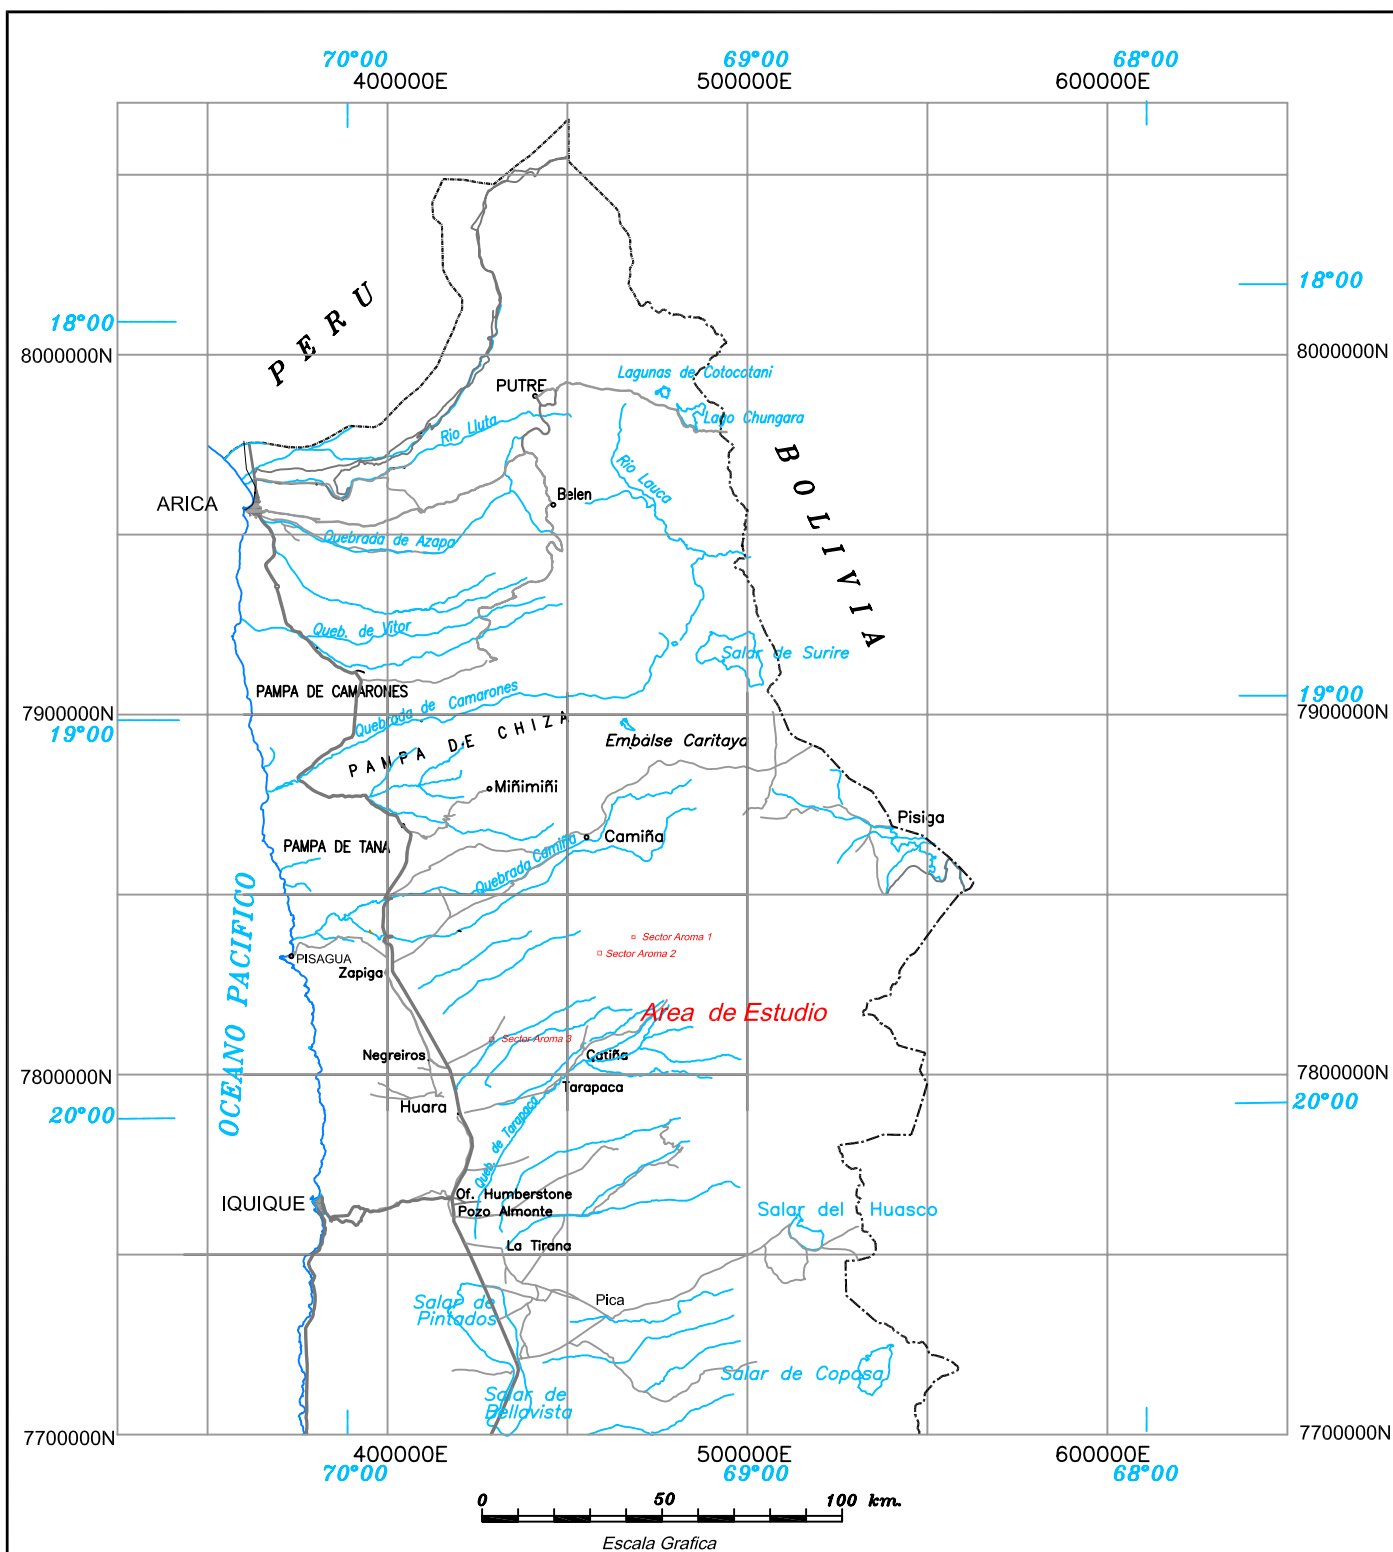 70°00
69°00
68°00
400000E
500000E
600000E
18°00
18°00
PERU
8000000N
8000000N
Lagunas de Cotocotani
PUTRE
Lago Chungara
Rio Lluta
BOLIVIA
Rio Lauca
ARICA
Belen
Quebrada de Azapa
Queb. de Vitor
Salar de Surire
PAMPA DE CAMARONES
Quebrada de Camarones
19°00
7900000N
7900000N
19°00
PAMPA DE CHIZA
Embalse Caritaya
Miñimiñi
Pisiga
Camiña
PAMPA DE TANA
Quebrada Camiña
OCEANO PACIFICO
Sector Aroma 1
Sector Aroma 2
PISAGUA
Zapiga
Area de Estudio
Sector Aroma 3
Negreiros
Catiña
7800000N
7800000N
Tarapaca
Huara
20°00
20°00
Queb. de Tarapaca
IQUIQUE
Of. Humberstone
Pozo Almonte
Salar del Huasco
La Tirana
Pica
Salar de
Pintados
Salar de Coposa
Salar de
Bellavista
7700000N
7700000N
400000E
500000E
600000E
70°00
69°00
68°00
0
50
100 km.
Escala Grafica